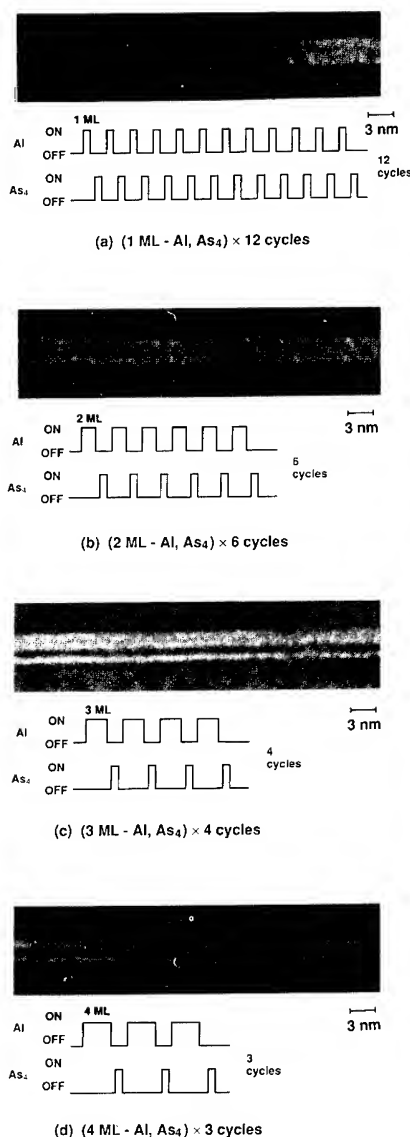 3 nm
1 ML
Al ON
OFF
12
cycles
As₄ ON
OFF
(a) (1 ML - Al, As₄) × 12 cycles
3 nm
2 ML
Al ON
OFF
6
cycles
As₄ ON
OFF
(b) (2 ML - Al, As₄) × 6 cycles
3 nm
3 ML
Al ON
OFF
4
cycles
As₄ ON
OFF
(c) (3 ML - Al, As₄) × 4 cycles
3 nm
4 ML
Al ON
OFF
3
cycles
As₄ ON
OFF
(d) (4 ML - Al, As₄) × 3 cycles